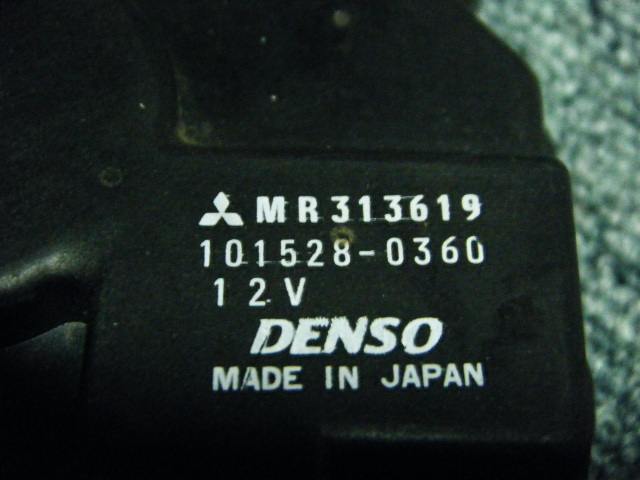 MR313619
101528-0360
12V
DENSO
MADE IN JAPAN